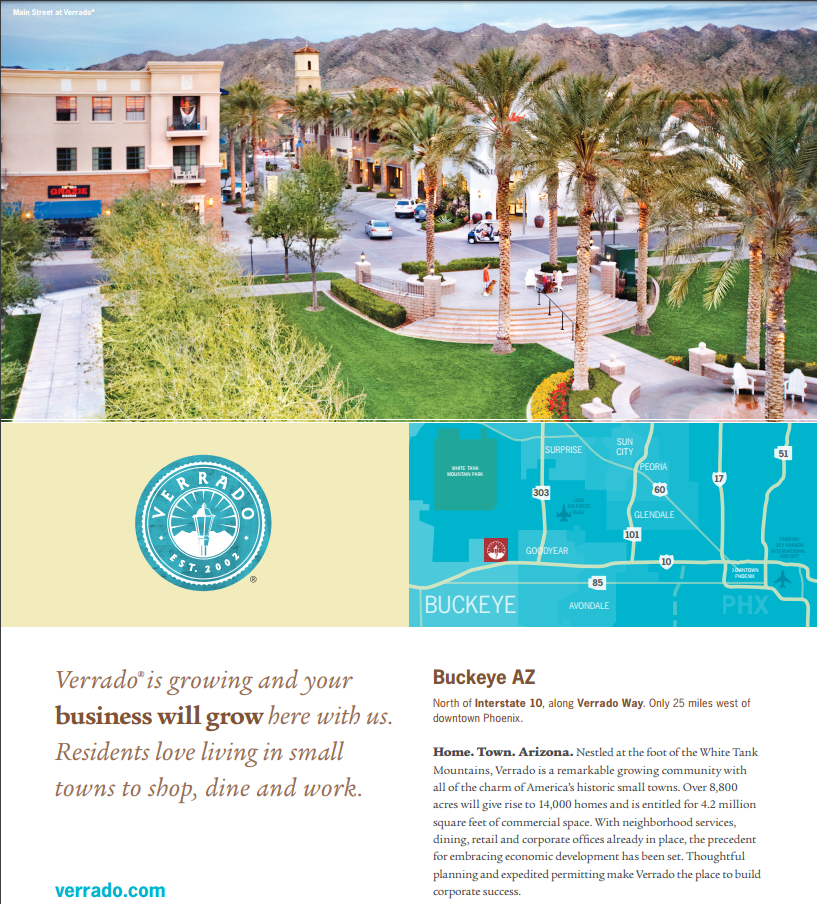 Main Street at Verrado®
GRACIE
VERRADO
EST. 2002
®
SURPRISE
SUN
CITY
PEORIA
WHITE TANK
MOUNTAIN PARK
303
60
17
51
GLENDALE
101
GOODYEAR
10
DOWNTOWN
PHOENIX
PHOENIX
SKY HARBOR
INTERNATIONAL
AIRPORT
85
BUCKEYE
AVONDALE
PHX
Verrado® is growing and your
business will grow here with us.
Residents love living in small
towns to shop, dine and work.
verrado.com
Buckeye AZ
North of Interstate 10, along Verrado Way. Only 25 miles west of
downtown Phoenix.
Home. Town. Arizona. Nestled at the foot of the White Tank
Mountains, Verrado is a remarkable growing community with
all of the charm of America's historic small towns. Over 8,800
acres will give rise to 14,000 homes and is entitled for 4.2 million
square feet of commercial space. With neighborhood services,
dining, retail and corporate offices already in place, the precedent
for embracing economic development has been set. Thoughtful
planning and expedited permitting make Verrado the place to build
corporate success.